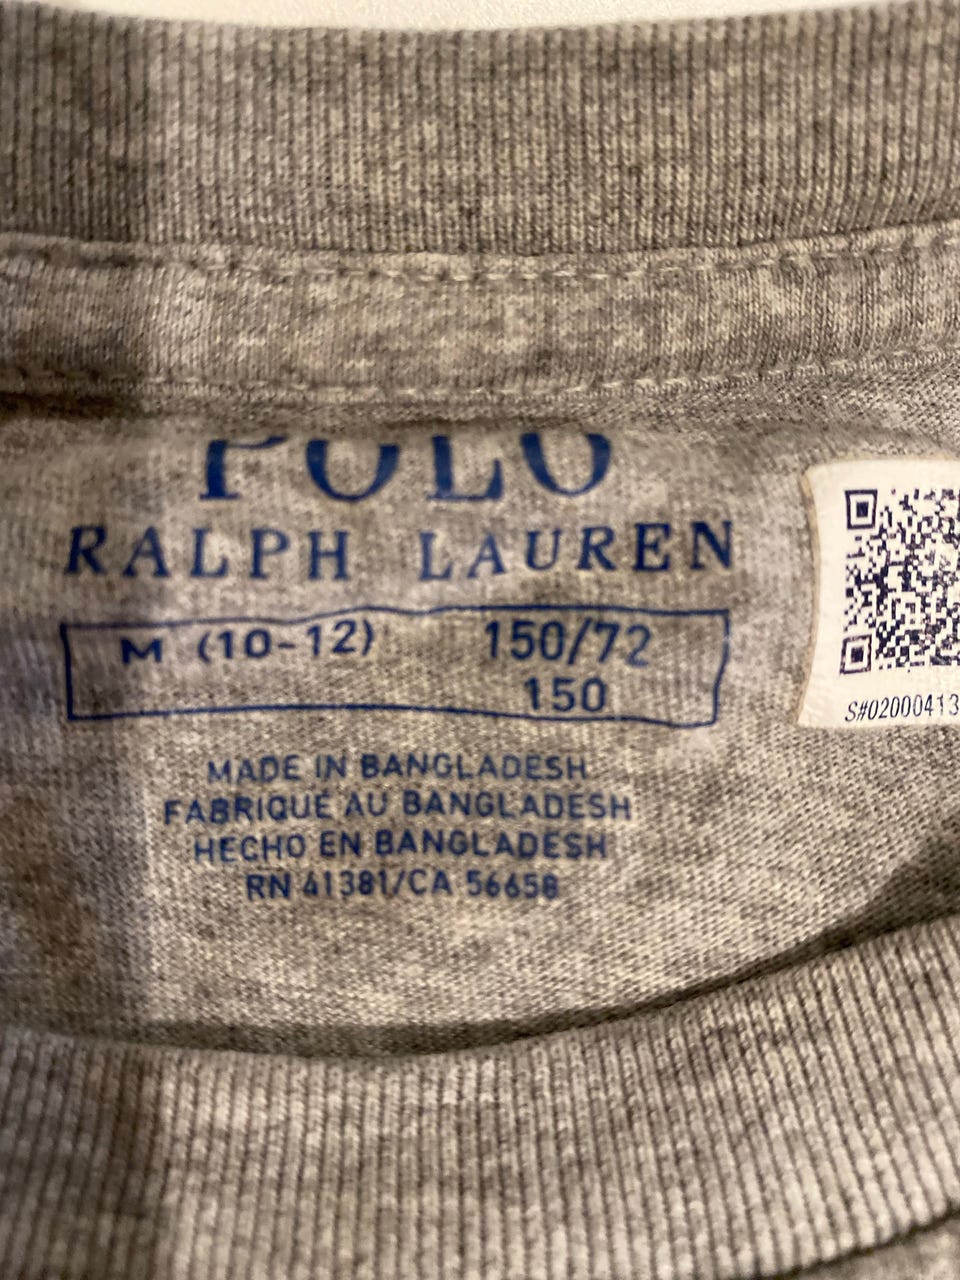 POLO
RALPH LAUREN
M (10-12) 150/72
150
MADE IN BANGLADESH
FABRIQUÉ AU BANGLADESH
HECHO EN BANGLADESH
RN 41381/CA 56658
S#02000413